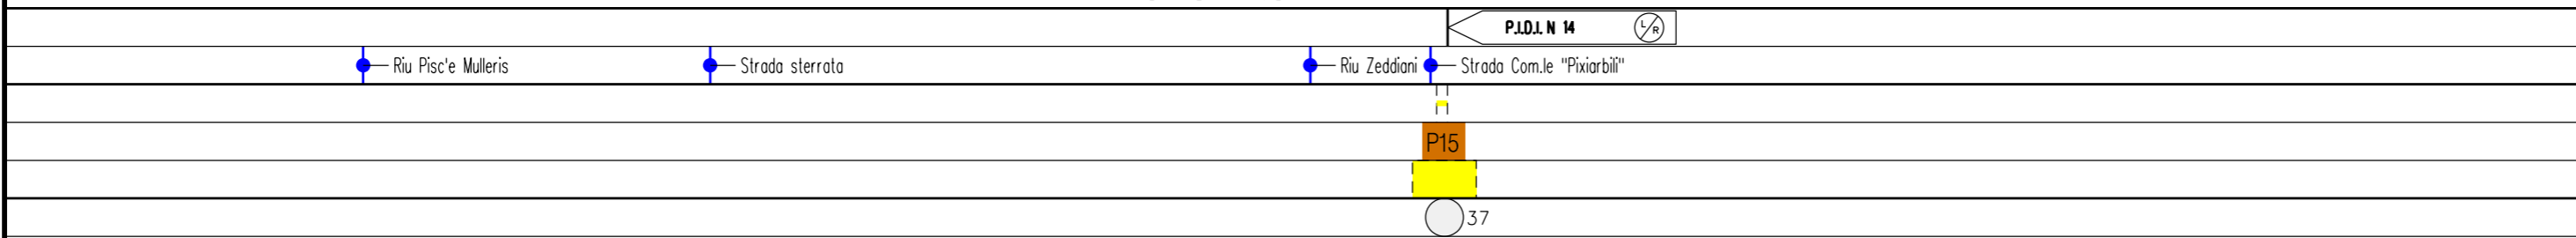 P.I.D.I. N 14
L/R
Riu Pisc'e Mulleris
Strada sterrata
Riu Zeddiani
Strada Com.le "Pixiarbili"
P15
37